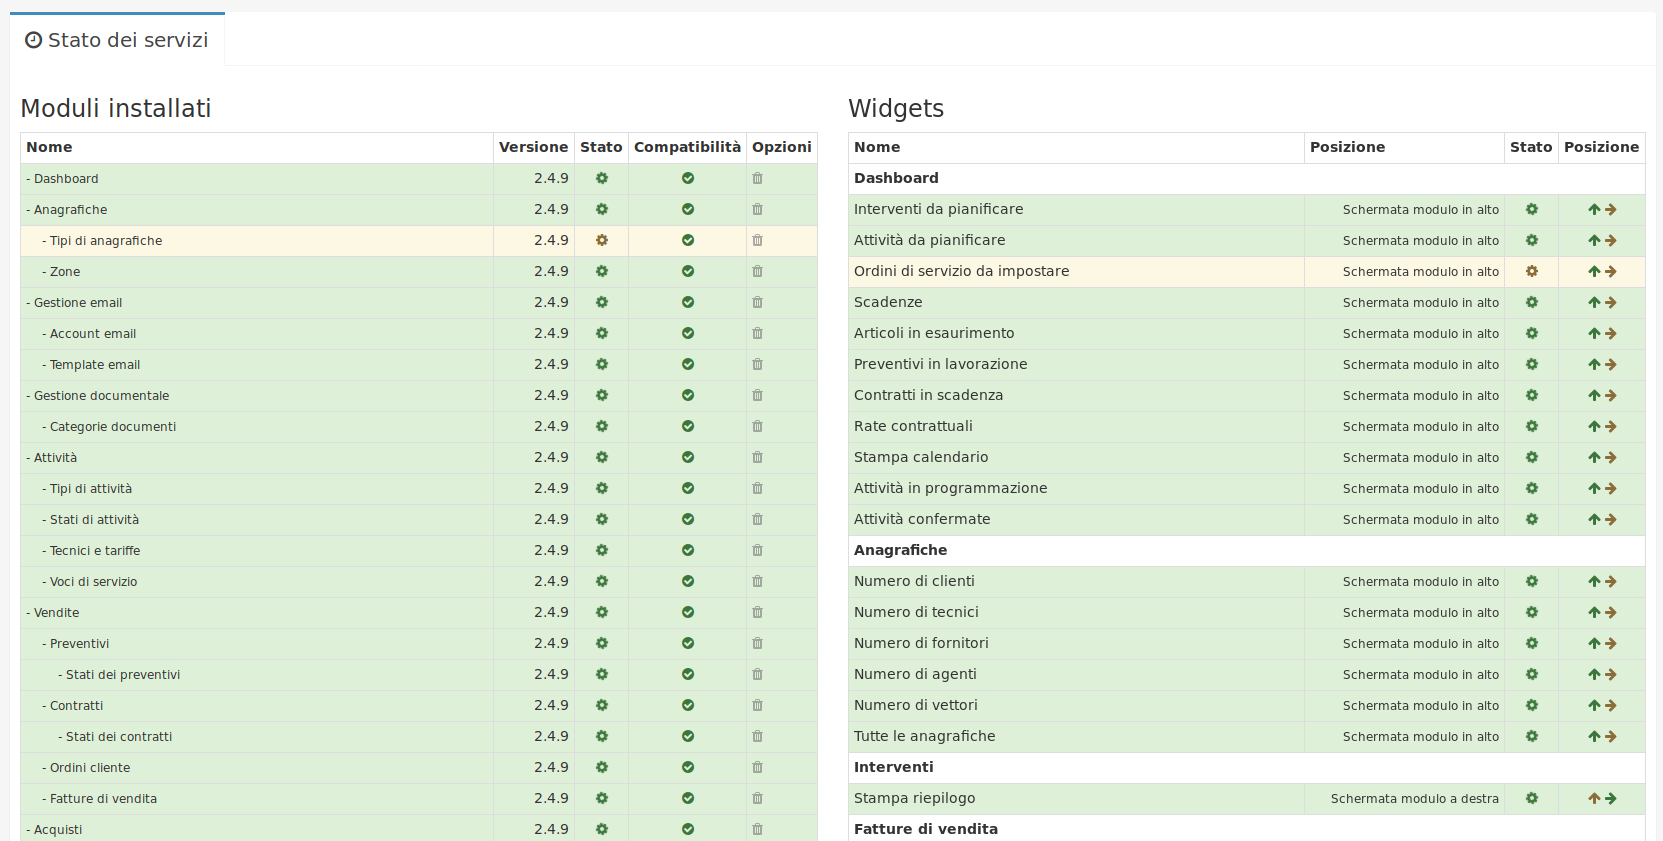 Stato dei servizi
Moduli installati
Nome Versione Stato Compatibilità Opzioni
- Dashboard 2.4.9
- Anagrafiche 2.4.9
- Tipi di anagrafiche 2.4.9
- Zone 2.4.9
- Gestione email 2.4.9
- Account email 2.4.9
- Template email 2.4.9
- Gestione documentale 2.4.9
- Categorie documenti 2.4.9
- Attività 2.4.9
- Tipi di attività 2.4.9
- Stati di attività 2.4.9
- Tecnici e tariffe 2.4.9
- Voci di servizio 2.4.9
- Vendite 2.4.9
- Preventivi 2.4.9
- Stati dei preventivi 2.4.9
- Contratti 2.4.9
- Stati dei contratti 2.4.9
- Ordini cliente 2.4.9
- Fatture di vendita 2.4.9
- Acquisti 2.4.9
Widgets
Nome Posizione Stato Posizione
Dashboard
Interventi da pianificare Schermata modulo in alto
Attività da pianificare Schermata modulo in alto
Ordini di servizio da impostare Schermata modulo in alto
Scadenze Schermata modulo in alto
Articoli in esaurimento Schermata modulo in alto
Preventivi in lavorazione Schermata modulo in alto
Contratti in scadenza Schermata modulo in alto
Rate contrattuali Schermata modulo in alto
Stampa calendario Schermata modulo in alto
Attività in programmazione Schermata modulo in alto
Attività confermate Schermata modulo in alto
Anagrafiche
Numero di clienti Schermata modulo in alto
Numero di tecnici Schermata modulo in alto
Numero di fornitori Schermata modulo in alto
Numero di agenti Schermata modulo in alto
Numero di vettori Schermata modulo in alto
Tutte le anagrafiche Schermata modulo in alto
Interventi
Stampa riepilogo Schermata modulo a destra
Fatture di vendita